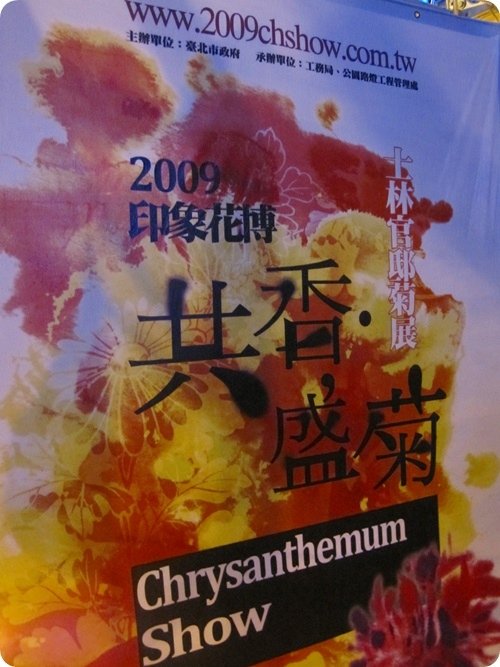 www.2009chshow.com.tw
主辦單位：臺北市政府 承辦單位：工務局、公園路燈工程管理處
2009
印象花博
士林官邸菊展
共香·
盛菊
Chrysanthemum
Show